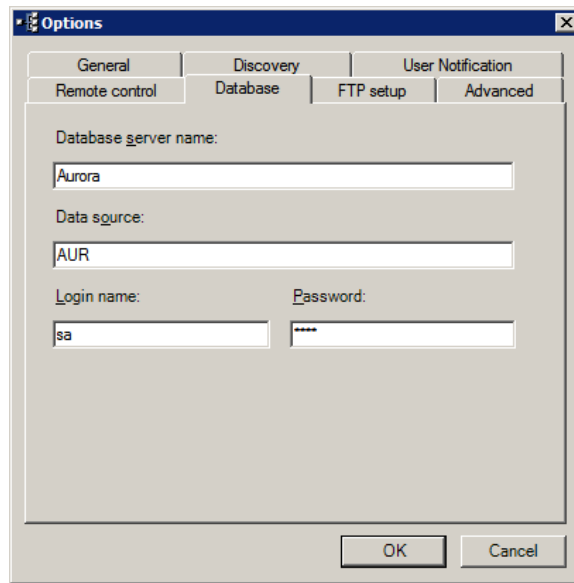 Options
General Discovery User Notification
Remote control Database FTP setup Advanced
Database server name:
Aurora
Data source:
AUR
Login name: Password:
sa ****
OK Cancel